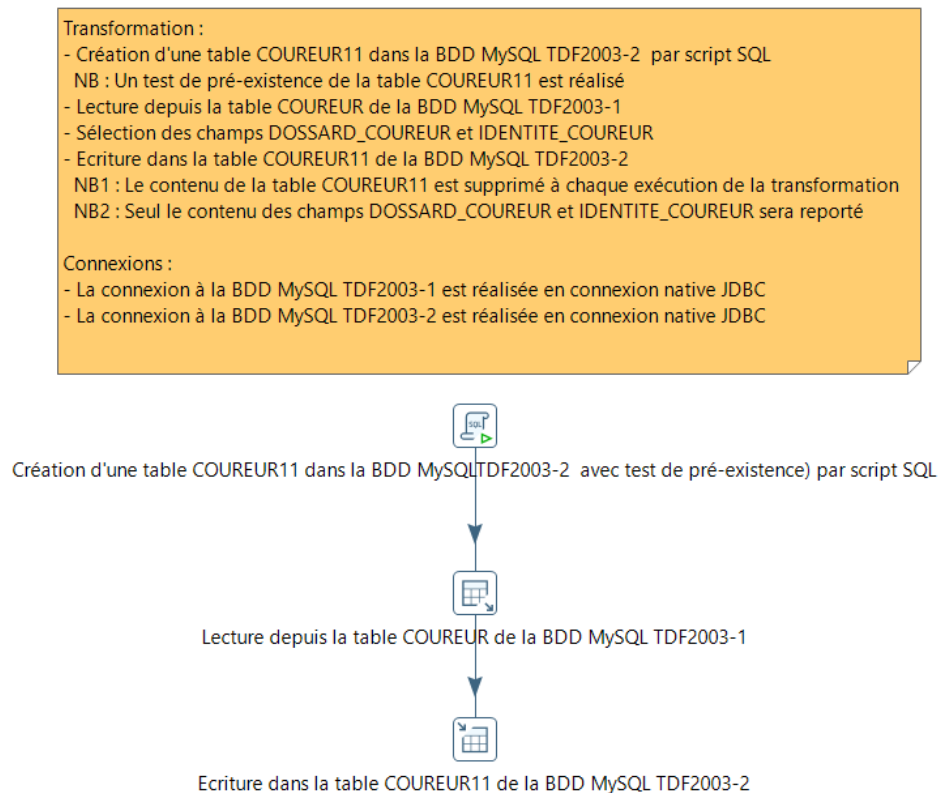 Transformation :
- Création d'une table COUREUR11 dans la BDD MySQL TDF2003-2  par script SQL
NB : Un test de pré-existence de la table COUREUR11 est réalisé
- Lecture depuis la table COUREUR de la BDD MySQL TDF2003-1
- Sélection des champs DOSSARD_COUREUR et IDENTITE_COUREUR
- Ecriture dans la table COUREUR11 de la BDD MySQL TDF2003-2
NB1 : Le contenu de la table COUREUR11 est supprimé à chaque exécution de la transformation
NB2 : Seul le contenu des champs DOSSARD_COUREUR et IDENTITE_COUREUR sera reporté
Connexions :
- La connexion à la BDD MySQL TDF2003-1 est réalisée en connexion native JDBC
- La connexion à la BDD MySQL TDF2003-2 est réalisée en connexion native JDBC
SQL
Création d'une table COUREUR11 dans la BDD MySQLTDF2003-2  avec test de pré-existence) par script SQL
Lecture depuis la table COUREUR de la BDD MySQL TDF2003-1
Ecriture dans la table COUREUR11 de la BDD MySQL TDF2003-2